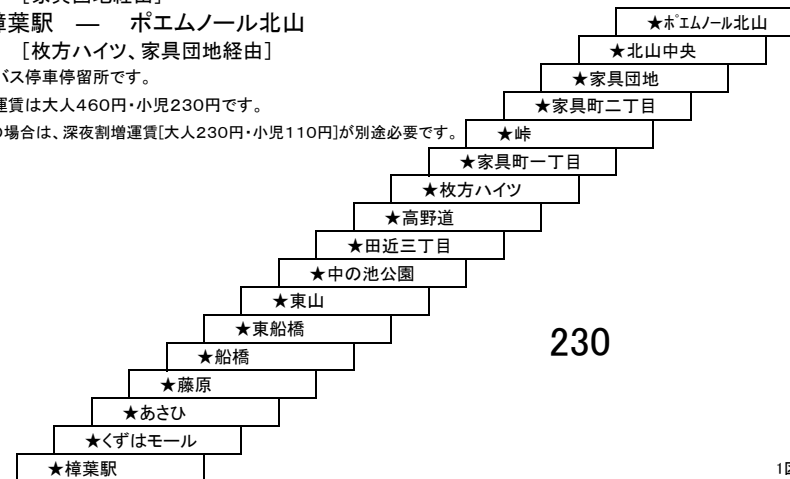 樟葉駅 ― ポエムノール北山
[枚方ハイツ、家具団地経由]
バス停車停留所です。
運賃は大人460円・小児230円です。
の場合は、深夜割増運賃[大人230円・小児110円]が別途必要です。
★ポエムノール北山
★北山中央
★家具団地
★家具町二丁目
★峠
★家具町一丁目
★枚方ハイツ
★高野道
★田近三丁目
★中の池公園
★東山
★東船橋
★船橋
★藤原
★あさひ
★くずはモール
★樟葉駅
230